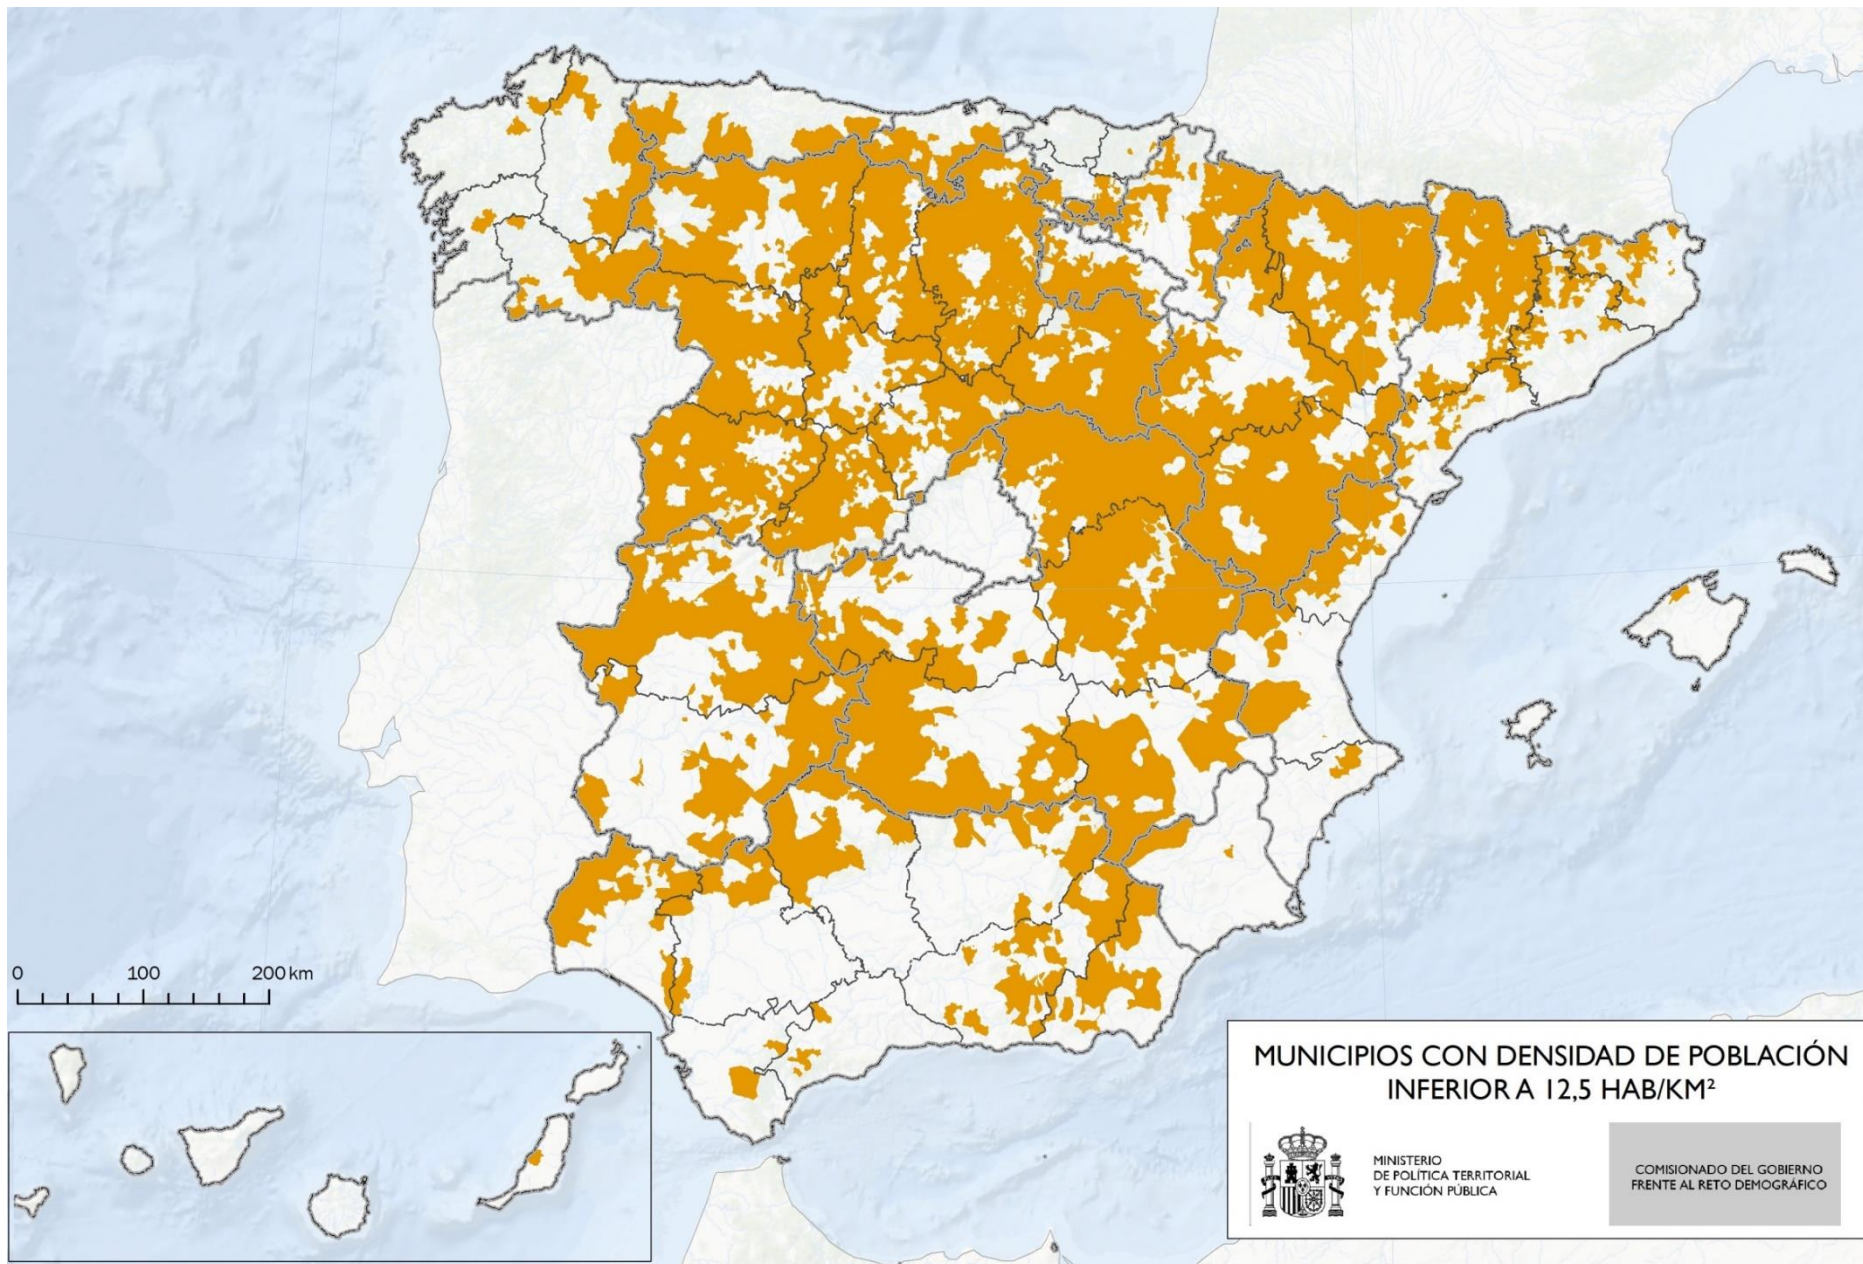 0 100 200 km
MUNICIPIOS CON DENSIDAD DE POBLACIÓN
INFERIOR A 12,5 HAB/KM²
MINISTERIO
DE POLÍTICA TERRITORIAL
Y FUNCIÓN PÚBLICA
COMISIONADO DEL GOBIERNO
FRENTE AL RETO DEMOGRÁFICO